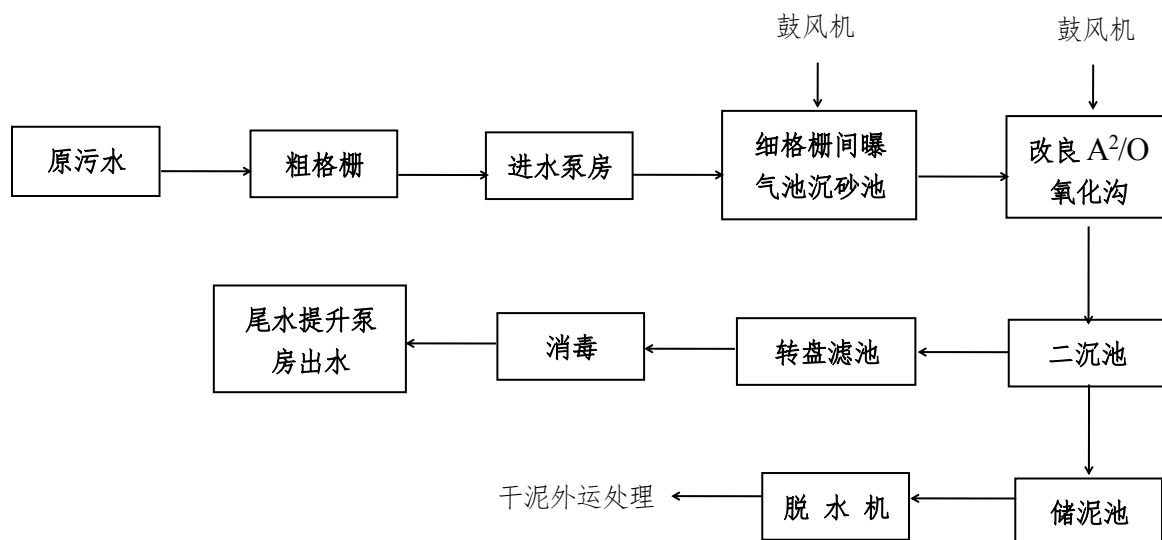 鼓风机
鼓风机
原污水
粗格栅
进水泵房
细格栅间曝
气池沉砂池
改良 A²/O
氧化沟
尾水提升泵
房出水
消毒
转盘滤池
二沉池
干泥外运处理
脱 水 机
储泥池